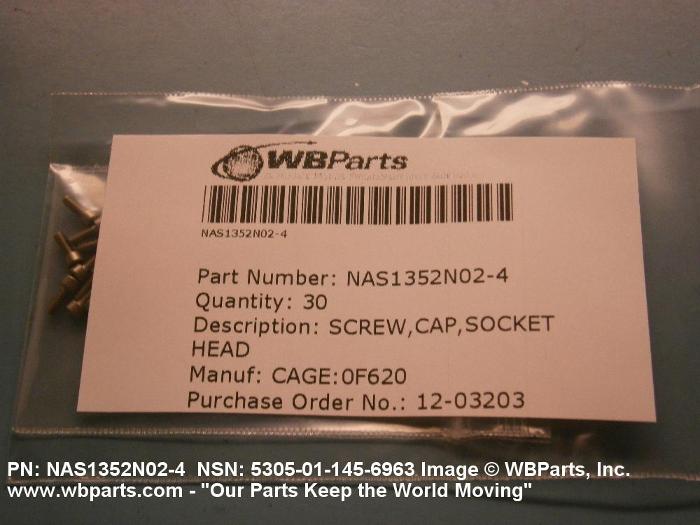 WBParts
NAS1352N02-4
Part Number: NAS1352N02-4
Quantity: 30
Description: SCREW,CAP,SOCKET
HEAD
Manuf: CAGE:0F620
Purchase Order No.: 12-03203
PN: NAS1352N02-4 NSN: 5305-01-145-6963 Image © WBParts, Inc.
www.wbparts.com - "Our Parts Keep the World Moving"